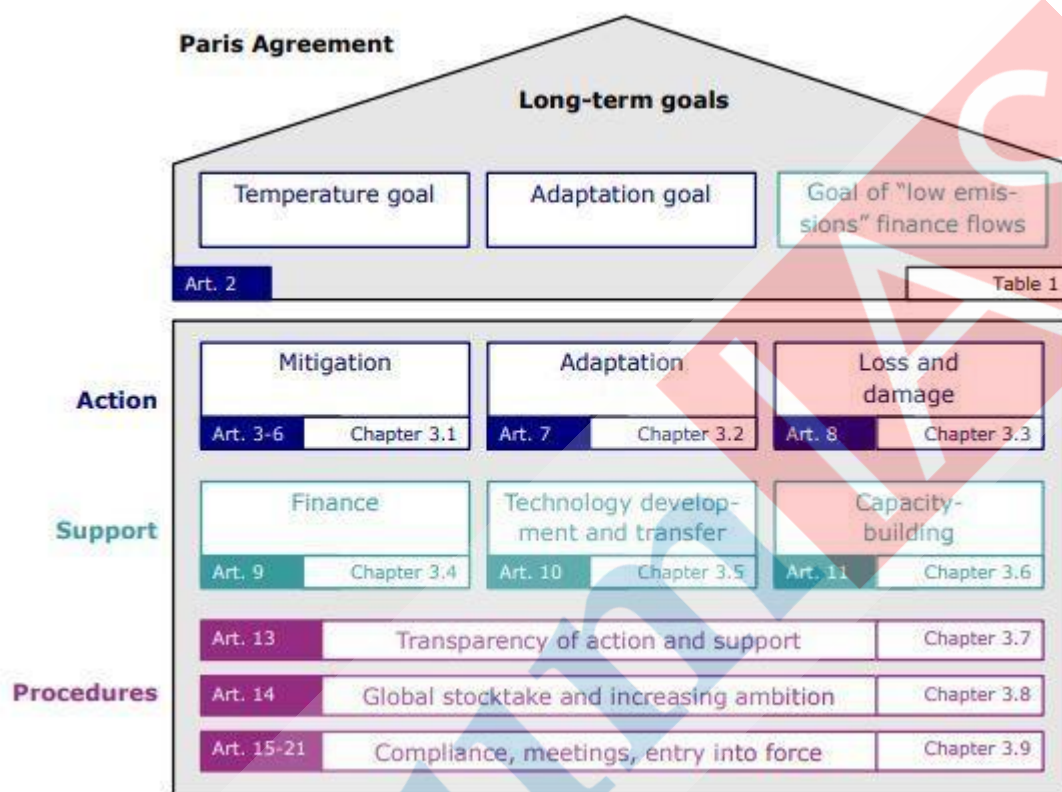 Paris Agreement
Long-term goals
Temperature goal
Adaptation goal
Goal of "low emis-
sions" finance flows
Art. 2
Table 1
Action
Mitigation
Art. 3-6
Chapter 3.1
Adaptation
Art. 7
Chapter 3.2
Loss and
damage
Art. 8
Chapter 3.3
Support
Finance
Art. 9
Chapter 3.4
Technology develop-
ment and transfer
Art. 10
Chapter 3.5
Capacity-
building
Art. 11
Chapter 3.6
Procedures
Art. 13
Transparency of action and support
Chapter 3.7
Art. 14
Global stocktake and increasing ambition
Chapter 3.8
Art. 15-21
Compliance, meetings, entry into force
Chapter 3.9